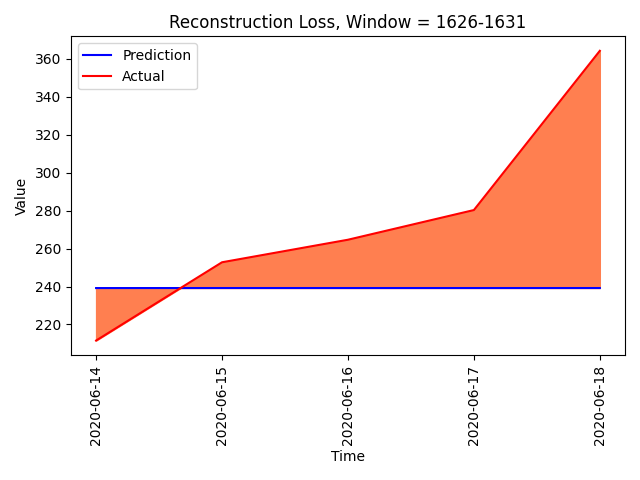 Reconstruction Loss, Window = 1626-1631
Prediction
Actual
360
340
320
300
280
260
240
220
Value
2020-06-14
2020-06-15
2020-06-16
2020-06-17
2020-06-18
Time